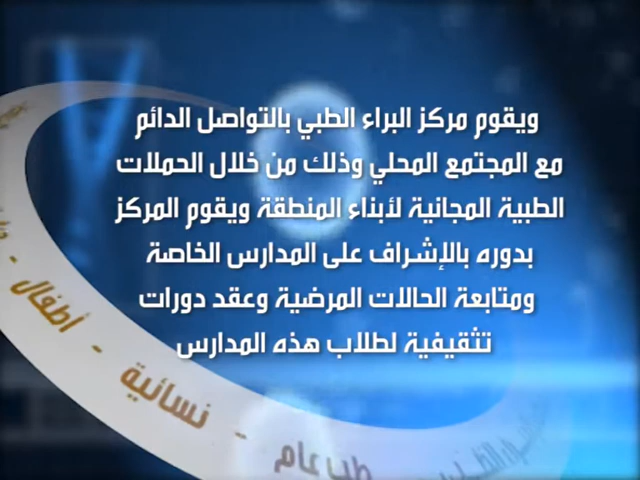 ويقوم مركز البراء الطبي بالتواصل الدائم
مع المجتمع المحلي وذلك من خلال الحملات
الطبية المجانية لأبناء المنطقة ويقوم المركز
بدوره بالإشراف على المدارس الخاصة
ومتابعة الحالات المرضية وعقد دورات
تثقيفية لطلاب هذه المدارس
طب عام - نسائية - أطفال -